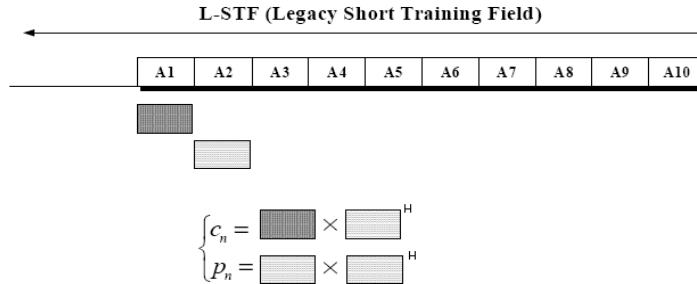 L-STF (Legacy Short Training Field)
A1 A2 A3 A4 A5 A6 A7 A8 A9 A10
c_n = × H
p_n = × H